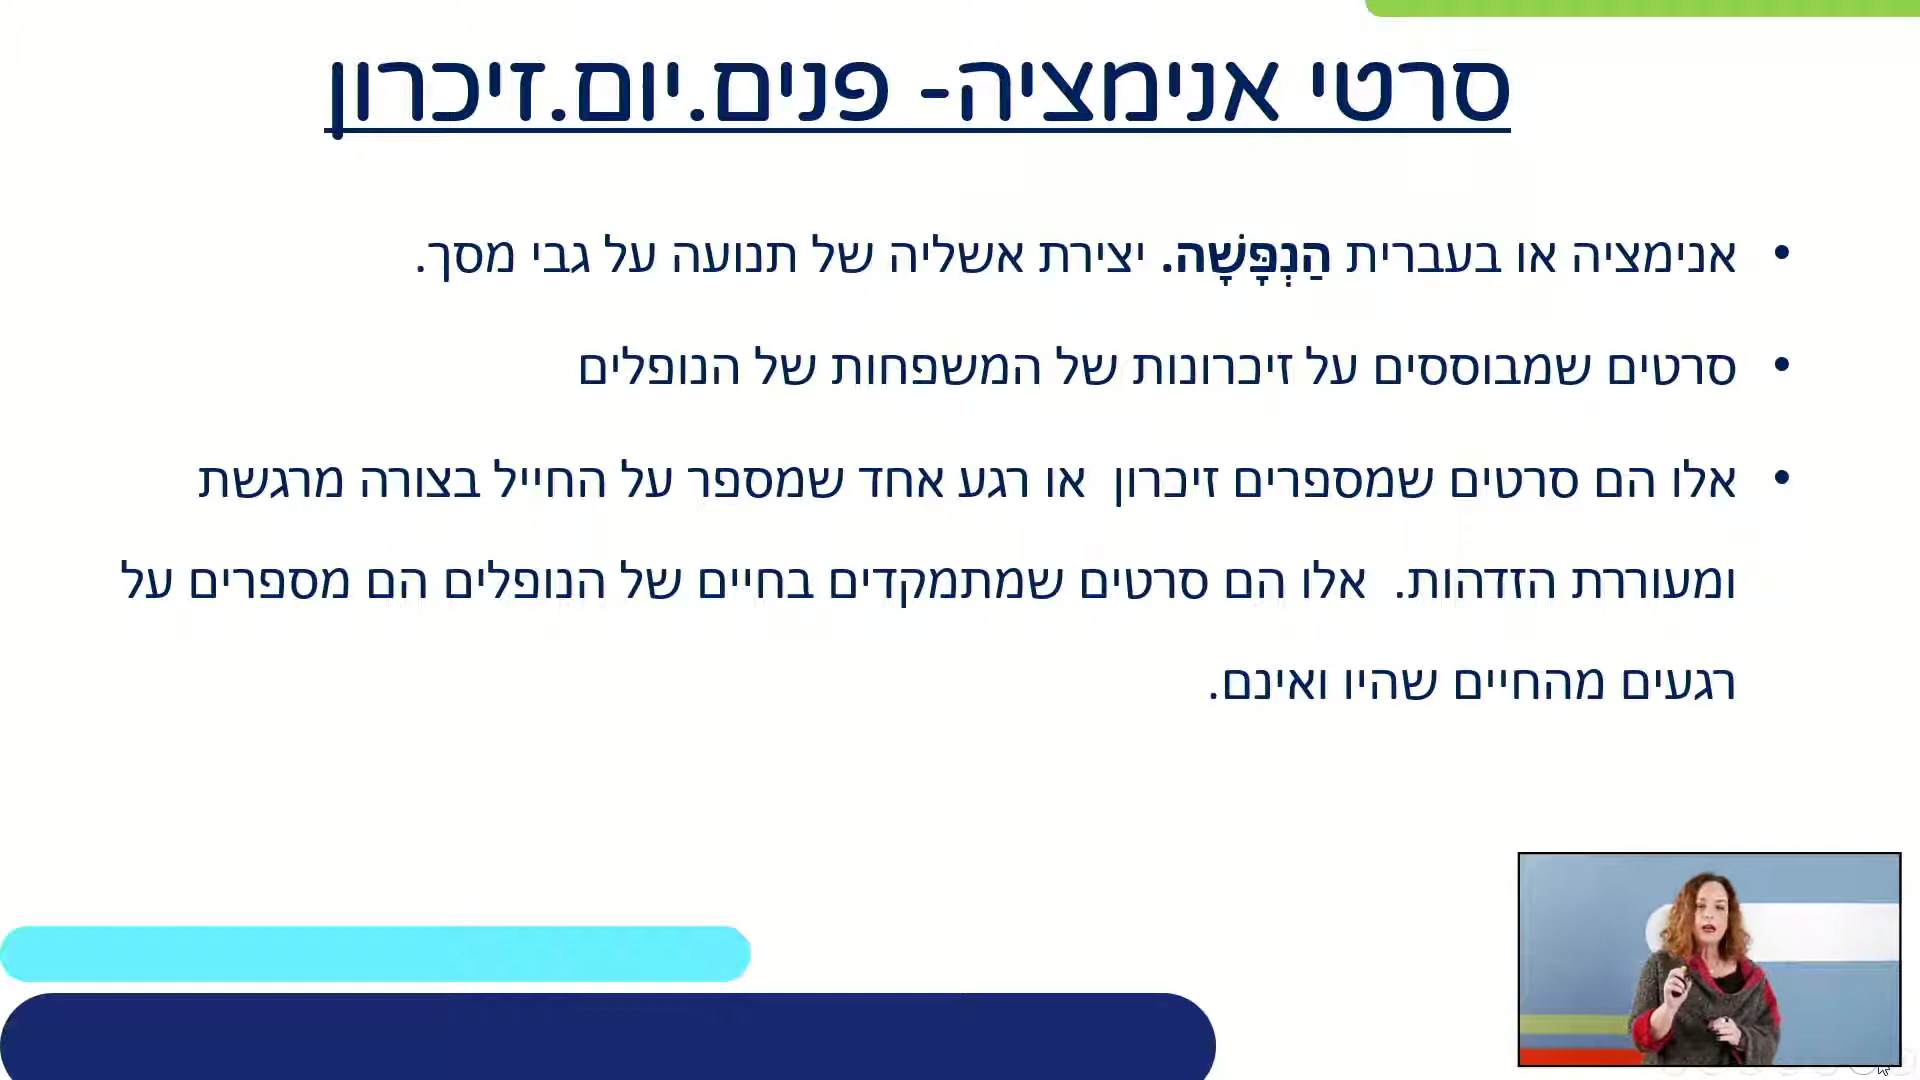 סרטי אנימציה- פנים.יום.זיכרון
• אנימציה או בעברית הַנְפָּשָׁה. יצירת אשליה של תנועה על גבי מסך.
• סרטים שמבוססים על זיכרונות של המשפחות של הנופלים
• אלו הם סרטים שמספרים זיכרון  או רגע אחד שמספר על החייל בצורה מרגשת
ומעוררת הזדהות.  אלו הם סרטים שמתמקדים בחיים של הנופלים הם מספרים על
רגעים מהחיים שהיו ואינם.